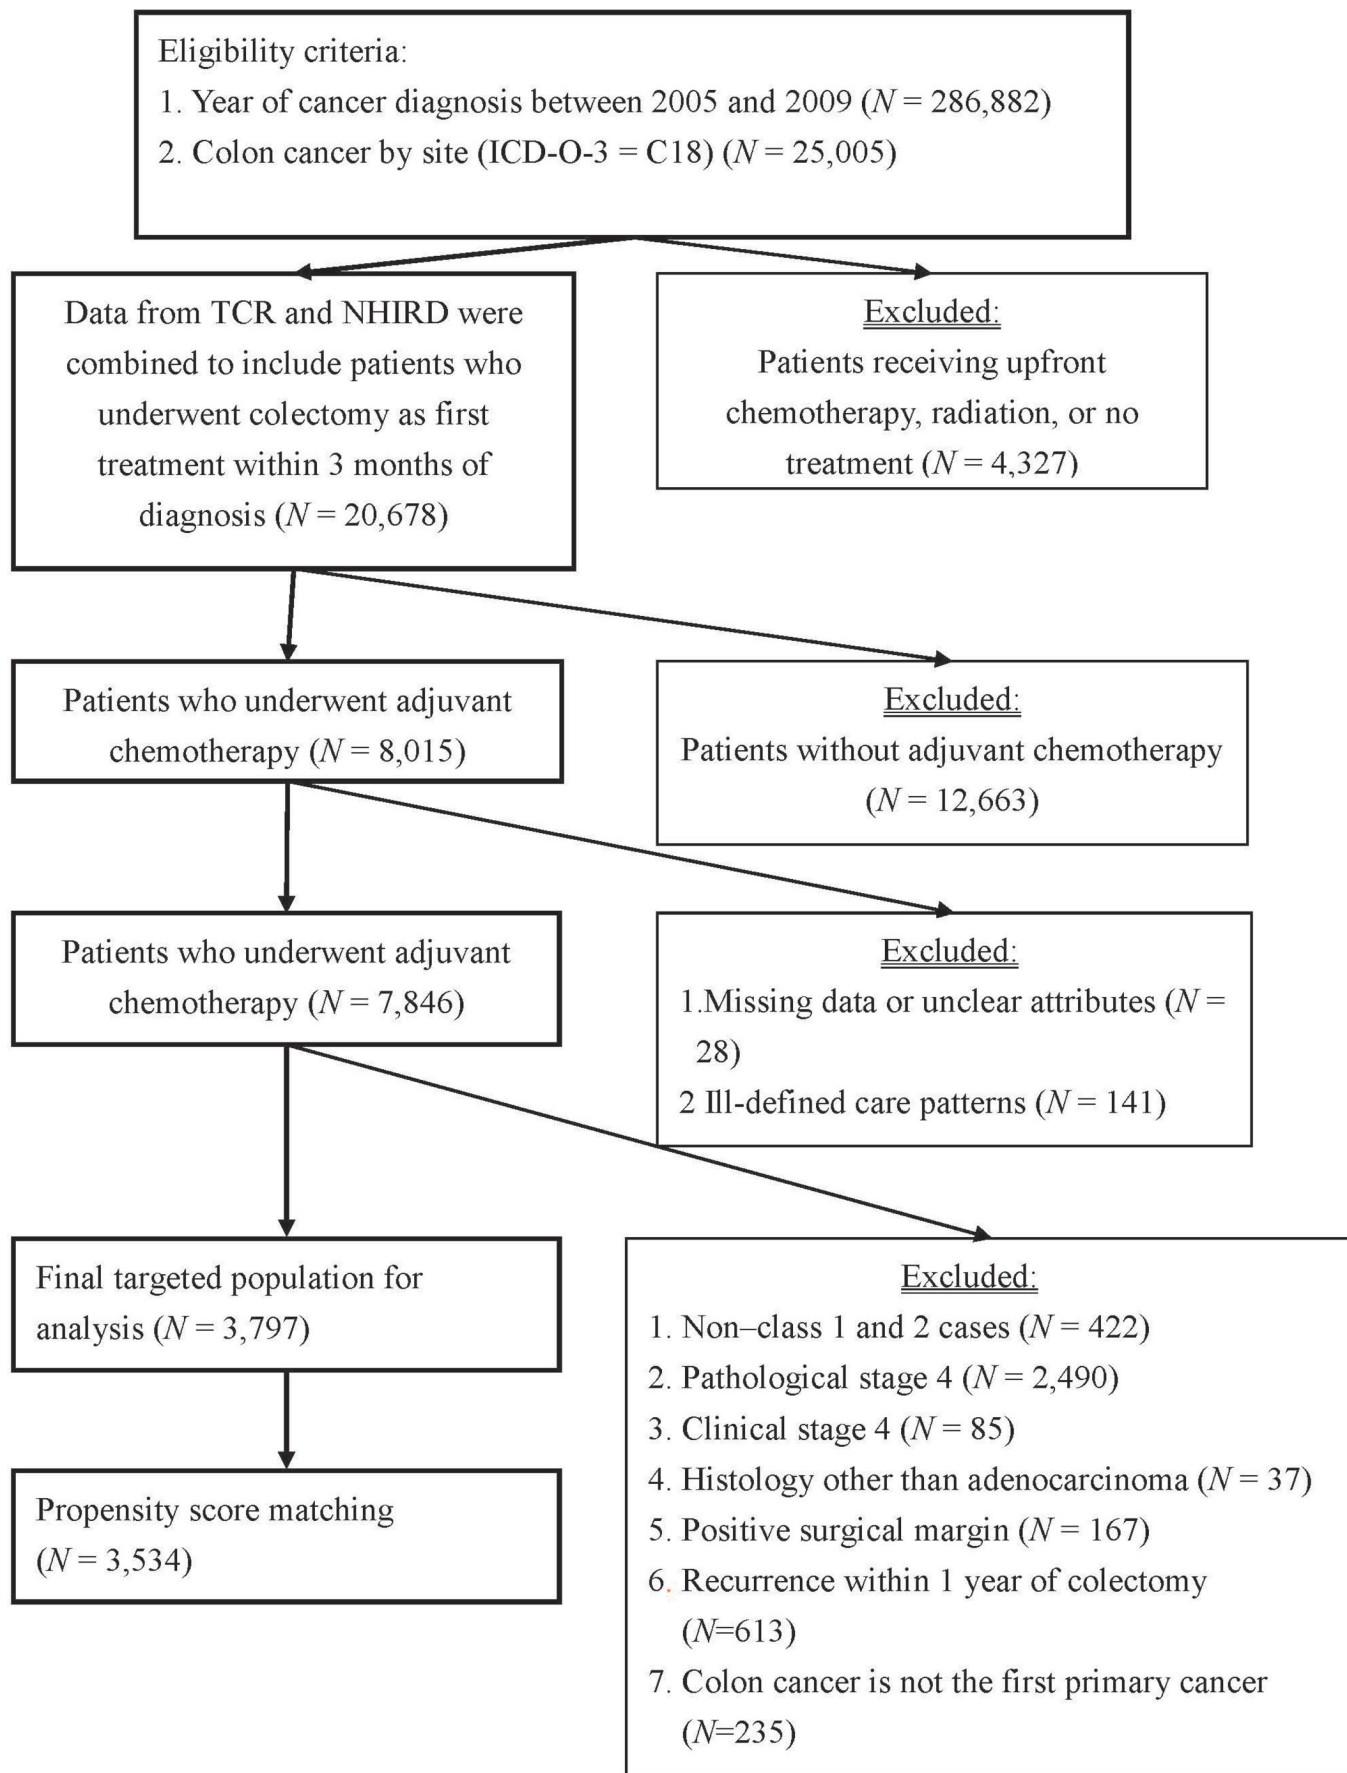 Eligibility criteria:
1. Year of cancer diagnosis between 2005 and 2009 (N = 286,882)
2. Colon cancer by site (ICD-O-3 = C18) (N = 25,005)
Data from TCR and NHIRD were
combined to include patients who
underwent colectomy as first
treatment within 3 months of
diagnosis (N = 20,678)
Excluded:
Patients receiving upfront
chemotherapy, radiation, or no
treatment (N = 4,327)
Patients who underwent adjuvant
chemotherapy (N = 8,015)
Excluded:
Patients without adjuvant chemotherapy
(N = 12,663)
Patients who underwent adjuvant
chemotherapy (N = 7,846)
Excluded:
1.Missing data or unclear attributes (N =
28)
2 Ill-defined care patterns (N = 141)
Final targeted population for
analysis (N = 3,797)
Excluded:
1. Non–class 1 and 2 cases (N = 422)
2. Pathological stage 4 (N = 2,490)
3. Clinical stage 4 (N = 85)
4. Histology other than adenocarcinoma (N = 37)
5. Positive surgical margin (N = 167)
6. Recurrence within 1 year of colectomy
(N=613)
7. Colon cancer is not the first primary cancer
(N=235)
Propensity score matching
(N = 3,534)